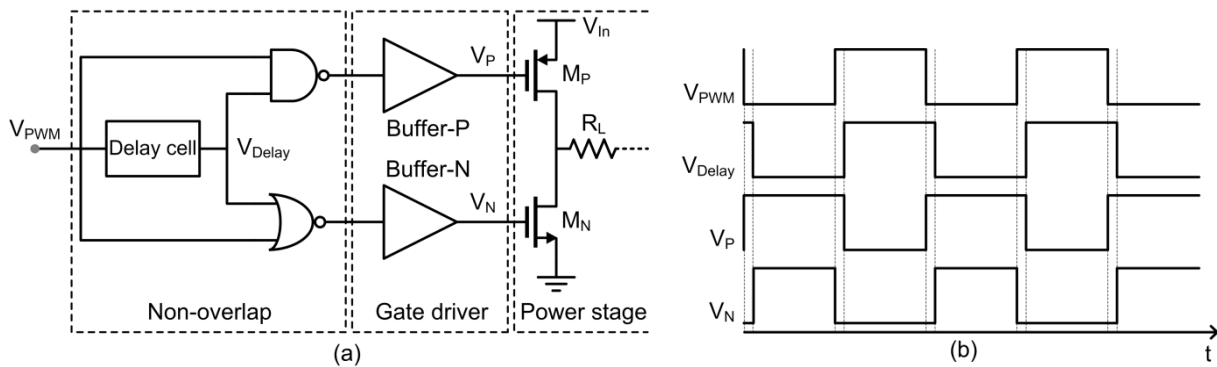 V_In
V_P
M_P
Buffer-P
R_L
V_PWM
Delay cell
V_Delay
Buffer-N
V_N
M_N
Non-overlap
Gate driver
Power stage
(a)
V_PWM
V_Delay
V_P
V_N
t
(b)